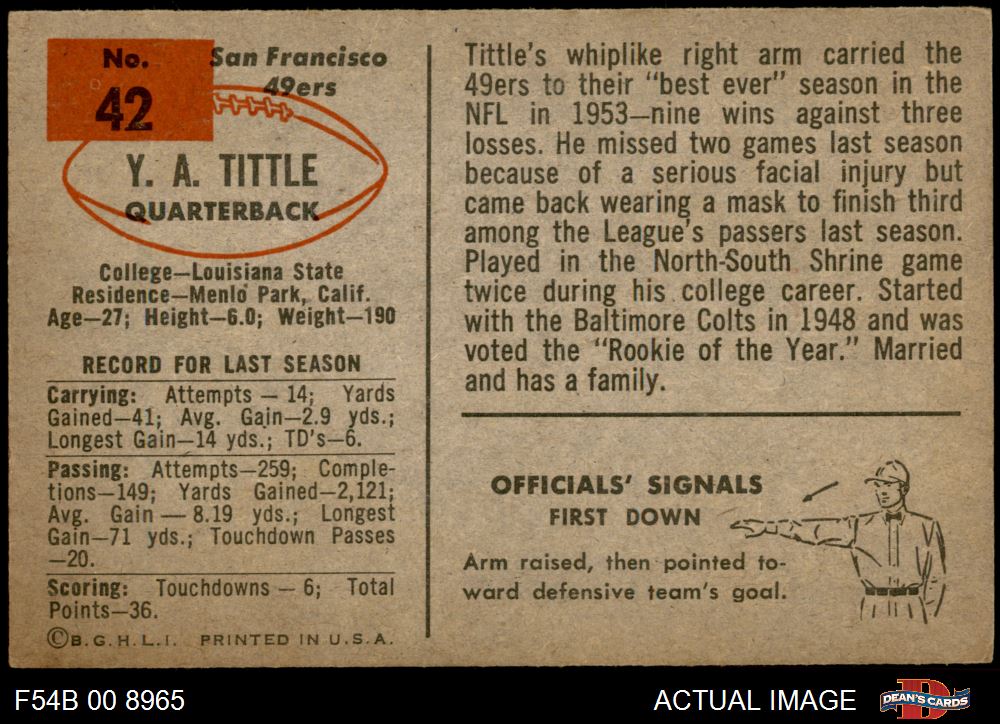 No.
42
San Francisco
49ers
Y. A. TITTLE
QUARTERBACK
College—Louisiana State
Residence—Menlo Park, Calif.
Age—27; Height—6.0; Weight—190
RECORD FOR LAST SEASON
Carrying: Attempts — 14; Yards
Gained—41; Avg. Gain—2.9 yds.;
Longest Gain—14 yds.; TD's—6.
Passing: Attempts—259; Comple-
tions—149; Yards Gained—2,121;
Avg. Gain — 8.19 yds.; Longest
Gain—71 yds.; Touchdown Passes
—20.
Scoring: Touchdowns — 6; Total
Points—36.
©B.G.H.L.I. PRINTED IN U.S.A.
Tittle's whiplike right arm carried the
49ers to their "best ever" season in the
NFL in 1953—nine wins against three
losses. He missed two games last season
because of a serious facial injury but
came back wearing a mask to finish third
among the League's passers last season.
Played in the North-South Shrine game
twice during his college career. Started
with the Baltimore Colts in 1948 and was
voted the "Rookie of the Year." Married
and has a family.
OFFICIALS' SIGNALS
FIRST DOWN
Arm raised, then pointed to-
ward defensive team's goal.
F54B 00 8965
ACTUAL IMAGE
D
DEAN'S CARDS